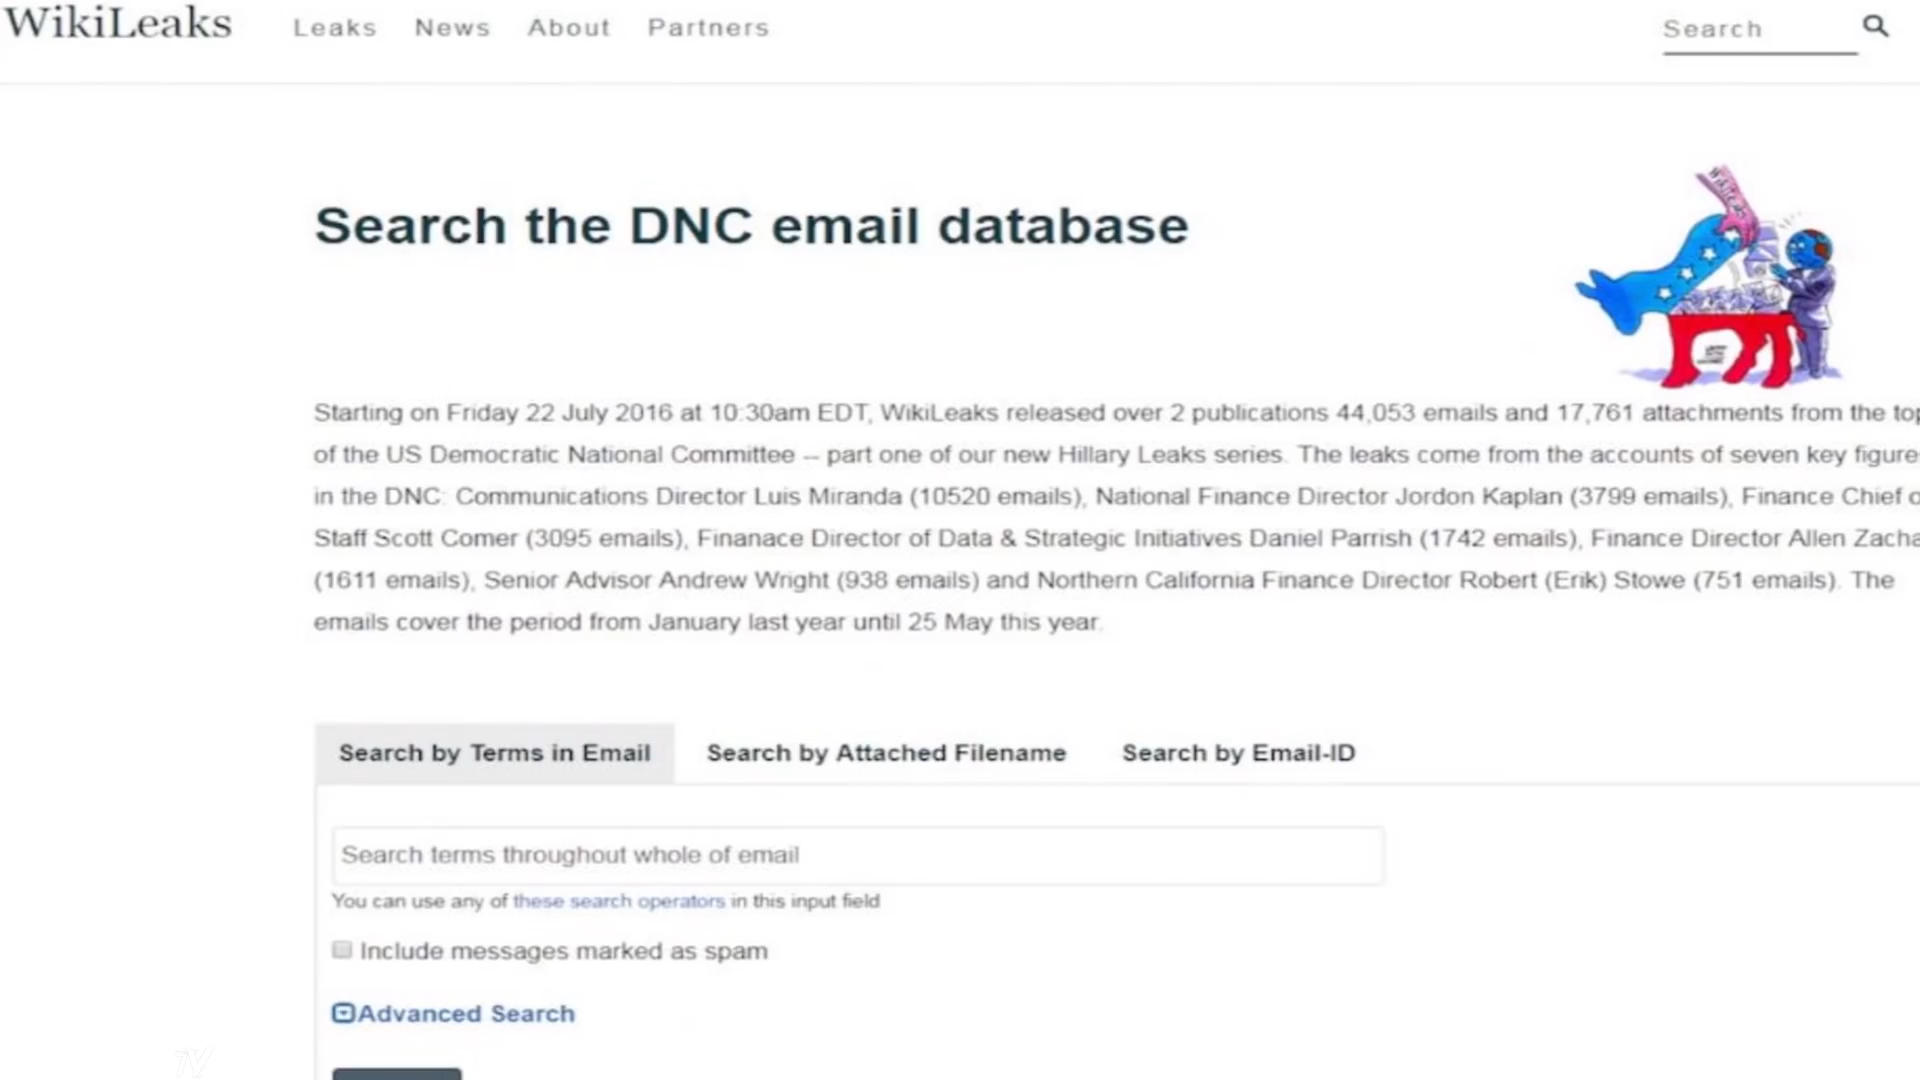 WikiLeaks Leaks News About Partners Search
Search the DNC email database
Starting on Friday 22 July 2016 at 10:30am EDT, WikiLeaks released over 2 publications 44,053 emails and 17,761 attachments from the top
of the US Democratic National Committee -- part one of our new Hillary Leaks series. The leaks come from the accounts of seven key figure
in the DNC: Communications Director Luis Miranda (10520 emails), National Finance Director Jordon Kaplan (3799 emails), Finance Chief o
Staff Scott Comer (3095 emails), Finanace Director of Data & Strategic Initiatives Daniel Parrish (1742 emails), Finance Director Allen Zacha
(1611 emails), Senior Advisor Andrew Wright (938 emails) and Northern California Finance Director Robert (Erik) Stowe (751 emails). The
emails cover the period from January last year until 25 May this year.
Search by Terms in Email Search by Attached Filename Search by Email-ID
Search terms throughout whole of email
You can use any of these search operators in this input field
Include messages marked as spam
Advanced Search